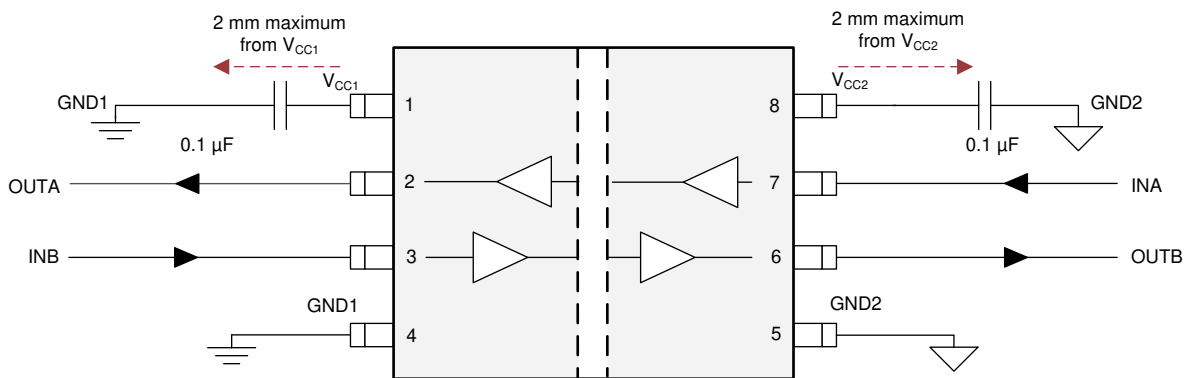 2 mm maximum
from VCC1
2 mm maximum
from VCC2
VCC1
VCC2
GND1
1
8
GND2
0.1 µF
0.1 µF
OUTA
2
7
INA
INB
3
6
OUTB
GND1
GND2
4
5